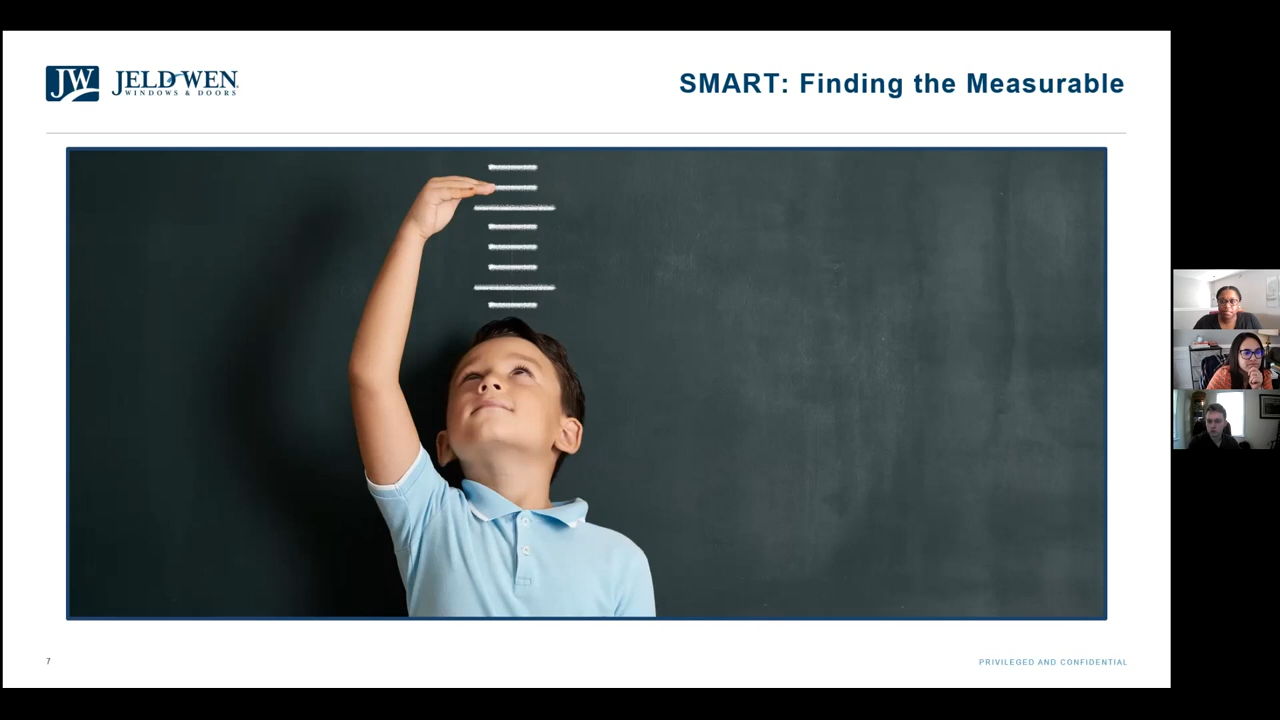 JW JELD-WEN
WINDOWS & DOORS
SMART: Finding the Measurable
7
PRIVILEGED AND CONFIDENTIAL